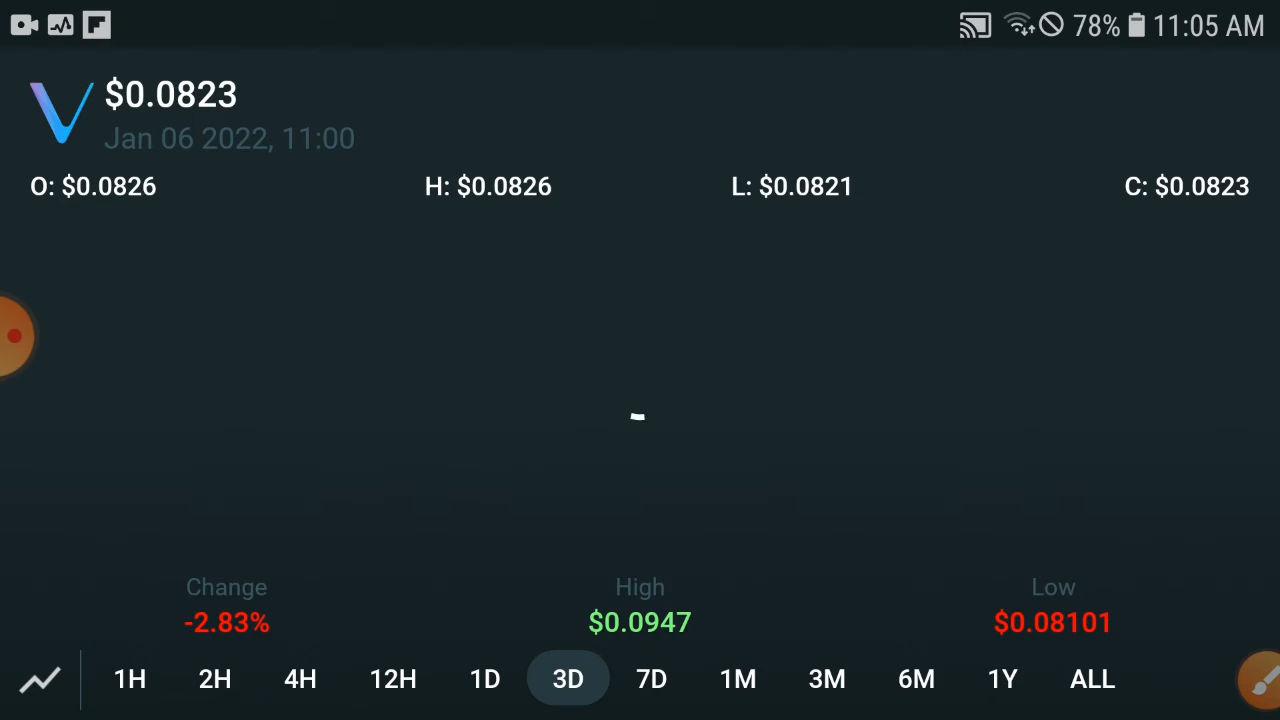 78% 11:05 AM
$0.0823
Jan 06 2022, 11:00
O: $0.0826 H: $0.0826 L: $0.0821 C: $0.0823
Change High Low
-2.83% $0.0947 $0.08101
1H 2H 4H 12H 1D 3D 7D 1M 3M 6M 1Y ALL